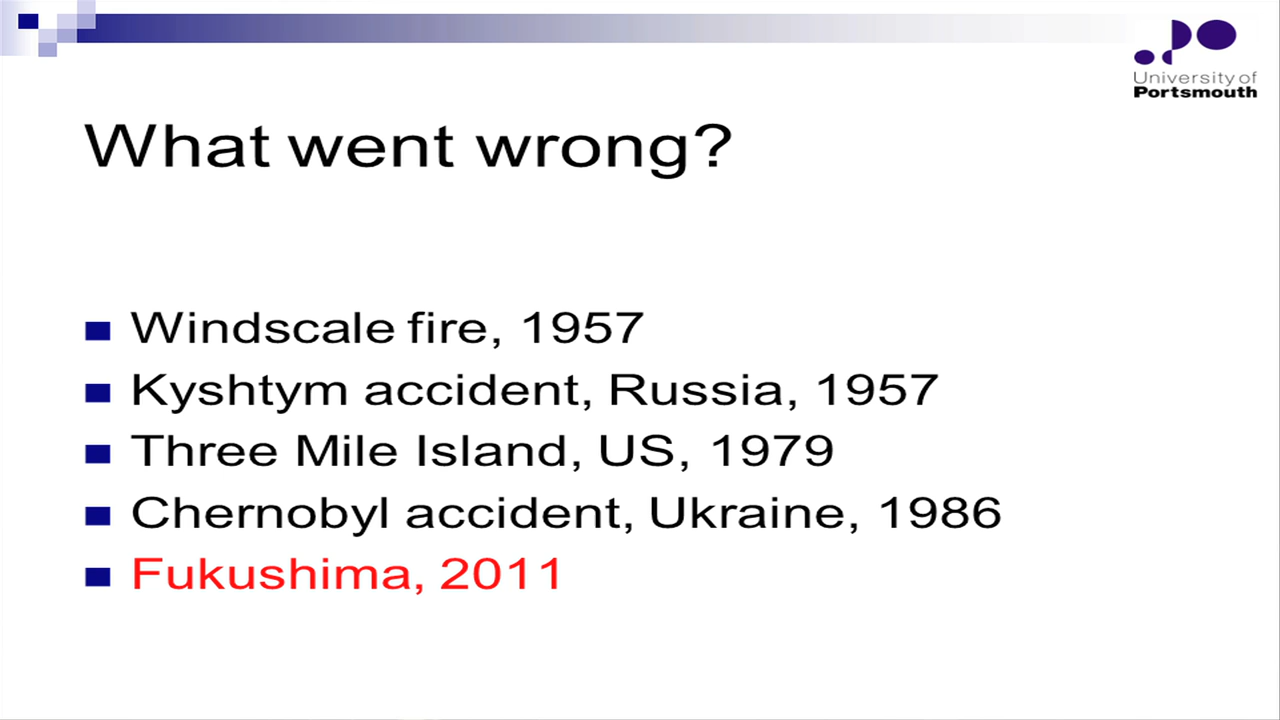 University of
Portsmouth
What went wrong?
Windscale fire, 1957
Kyshtym accident, Russia, 1957
Three Mile Island, US, 1979
Chernobyl accident, Ukraine, 1986
Fukushima, 2011